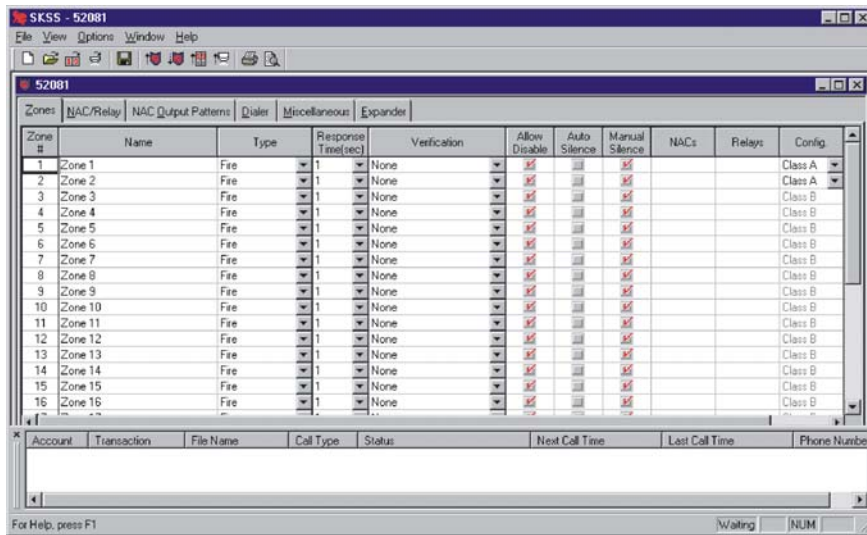 SKSS - 52081
File View Options Window Help
52081
Zones NAC/Relay NAC Output Patterns Dialer Miscellaneous Expander
Zone # Name Type Response Time(sec) Verification Allow Disable Auto Silence Manual Silence NACs Relays Config.
1 Zone 1 Fire 1 None Class A
2 Zone 2 Fire 1 None Class A
3 Zone 3 Fire 1 None Class B
4 Zone 4 Fire 1 None Class B
5 Zone 5 Fire 1 None Class B
6 Zone 6 Fire 1 None Class B
7 Zone 7 Fire 1 None Class B
8 Zone 8 Fire 1 None Class B
9 Zone 9 Fire 1 None Class B
10 Zone 10 Fire 1 None Class B
11 Zone 11 Fire 1 None Class B
12 Zone 12 Fire 1 None Class B
13 Zone 13 Fire 1 None Class B
14 Zone 14 Fire 1 None Class B
15 Zone 15 Fire 1 None Class B
16 Zone 16 Fire 1 None Class B
Account Transaction File Name Call Type Status Next Call Time Last Call Time Phone Numbe
For Help, press F1 Waiting NUM